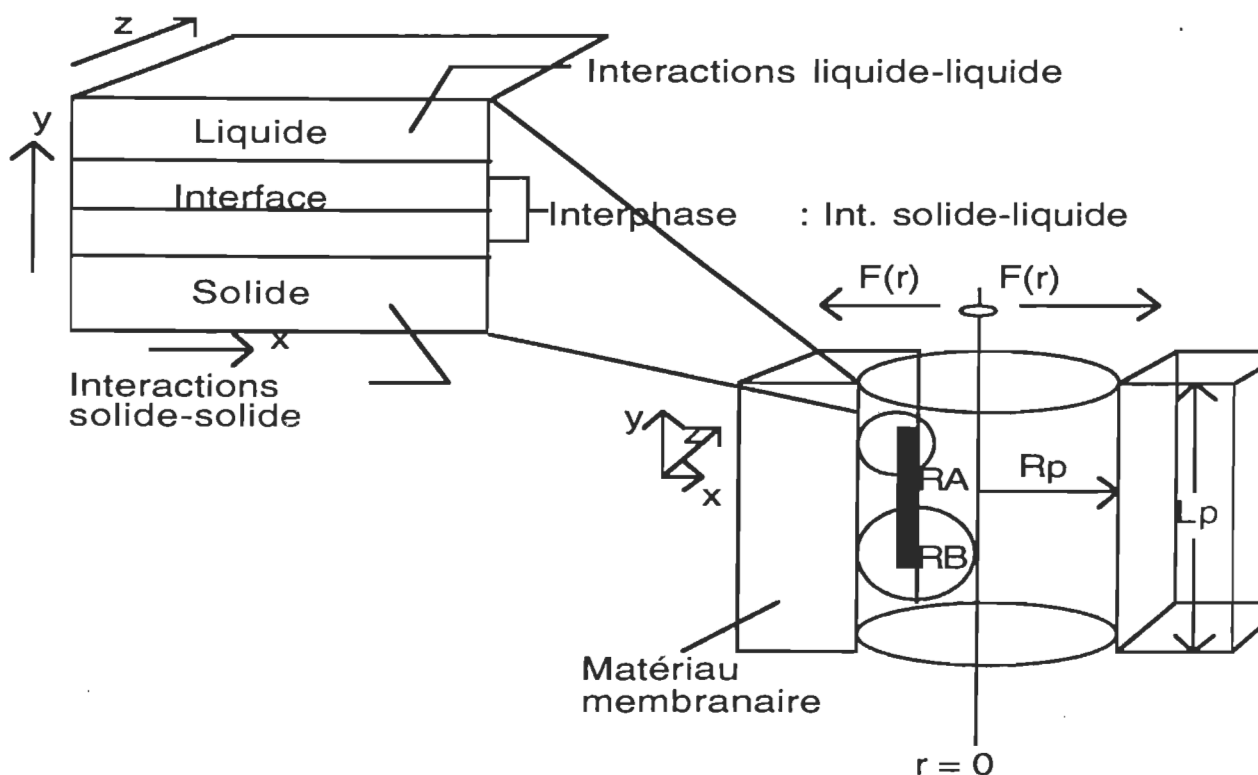 z
Interactions liquide-liquide
y
Liquide
Interface
Interphase : Int. solide-liquide
Solide
x
Interactions
solide-solide
F(r) F(r)
y
z
x
RA
Rp
Lp
RB
Matériau
membranaire
r = 0